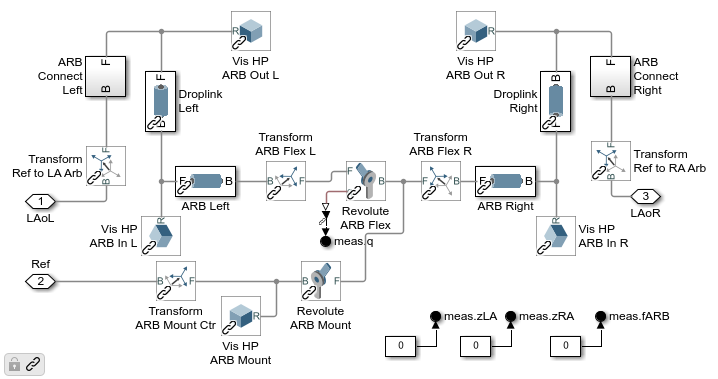 R
Vis HP
ARB Out L
R
Vis HP
ARB Out R
ARB
Connect
Left
F
B
F
B
Droplink
Left
Droplink
Right
B
F
F
B
ARB
Connect
Right
Transform
Ref to LA Arb
F
B
Transform
ARB Flex L
B
F
Transform
ARB Flex R
F
B
F
B
Transform
Ref to RA Arb
1
LAoL
F
B
ARB Left
F
B
Revolute
ARB Flex
F
B
ARB Right
3
LAoR
R
Vis HP
ARB In L
meas.q
R
Vis HP
ARB In R
Ref
2
B
F
Transform
ARB Mount Ctr
R
Vis HP
ARB Mount
B
F
Revolute
ARB Mount
meas.zLA
meas.zRA
meas.fARB
0
0
0